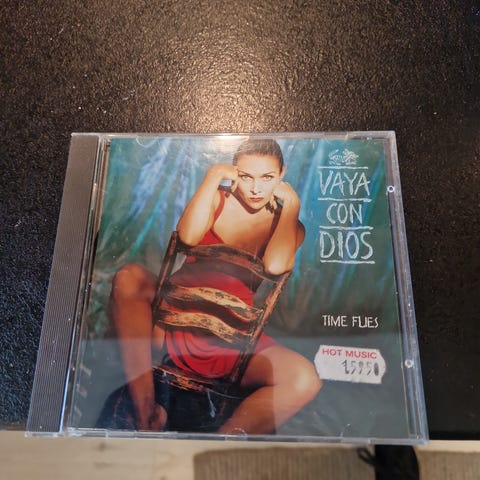 VAYA
CON
DIOS
TIME FLIES
HOT MUSIC